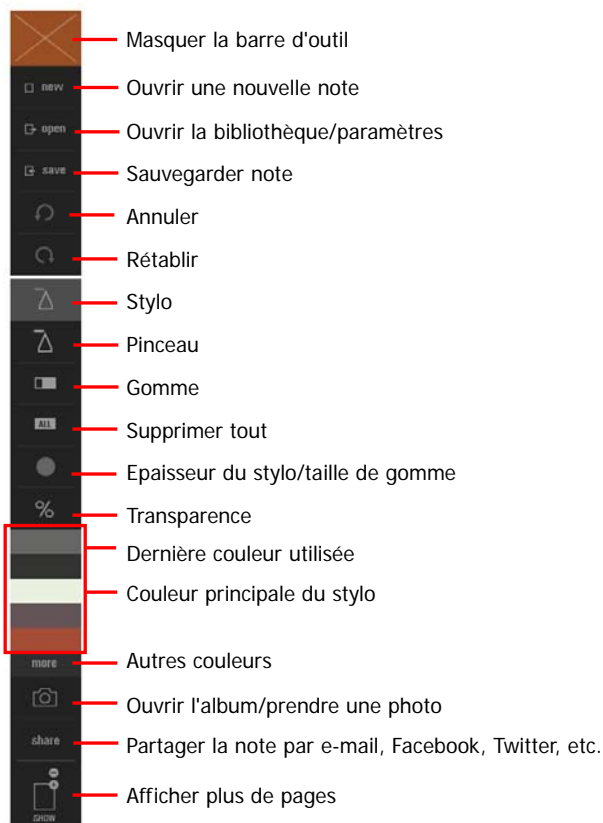 Masquer la barre d'outil
new Ouvrir une nouvelle note
open Ouvrir la bibliothèque/paramètres
save Sauvegarder note
Annuler
Rétablir
Stylo
Pinceau
Gomme
ALL Supprimer tout
Epaisseur du stylo/taille de gomme
% Transparence
Dernière couleur utilisée
Couleur principale du stylo
more Autres couleurs
Ouvrir l'album/prendre une photo
share Partager la note par e-mail, Facebook, Twitter, etc.
Afficher plus de pages
SHOW